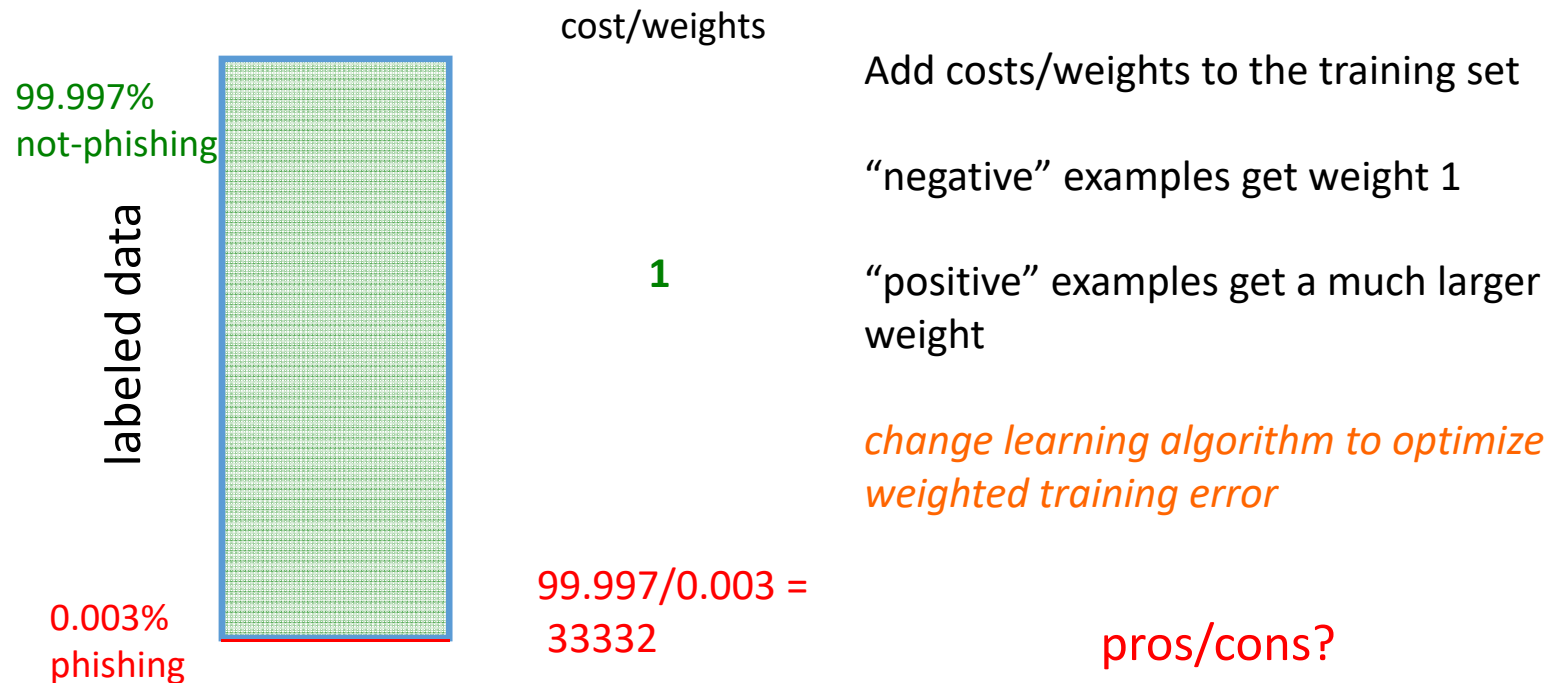 cost/weights
99.997%
not-phishing
labeled data
1
99.997/0.003 =
33332
0.003%
phishing
Add costs/weights to the training set
“negative” examples get weight 1
“positive” examples get a much larger
weight
change learning algorithm to optimize
weighted training error
pros/cons?